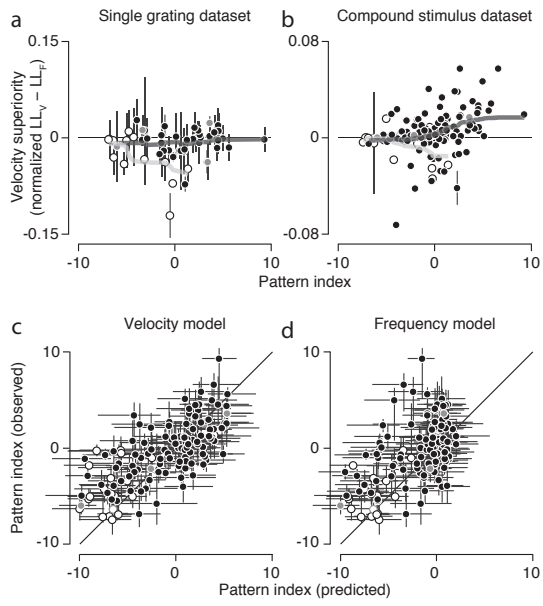 a Single grating dataset
b Compound stimulus dataset
Velocity superiority
(normalized LL_V – LL_F)
0.15
0
-0.15
0.08
0
-0.08
-10 0 10
-10 0 10
Pattern index
c Velocity model
d Frequency model
Pattern index (observed)
10
0
-10
10
0
-10
-10 0 10
-10 0 10
Pattern index (predicted)